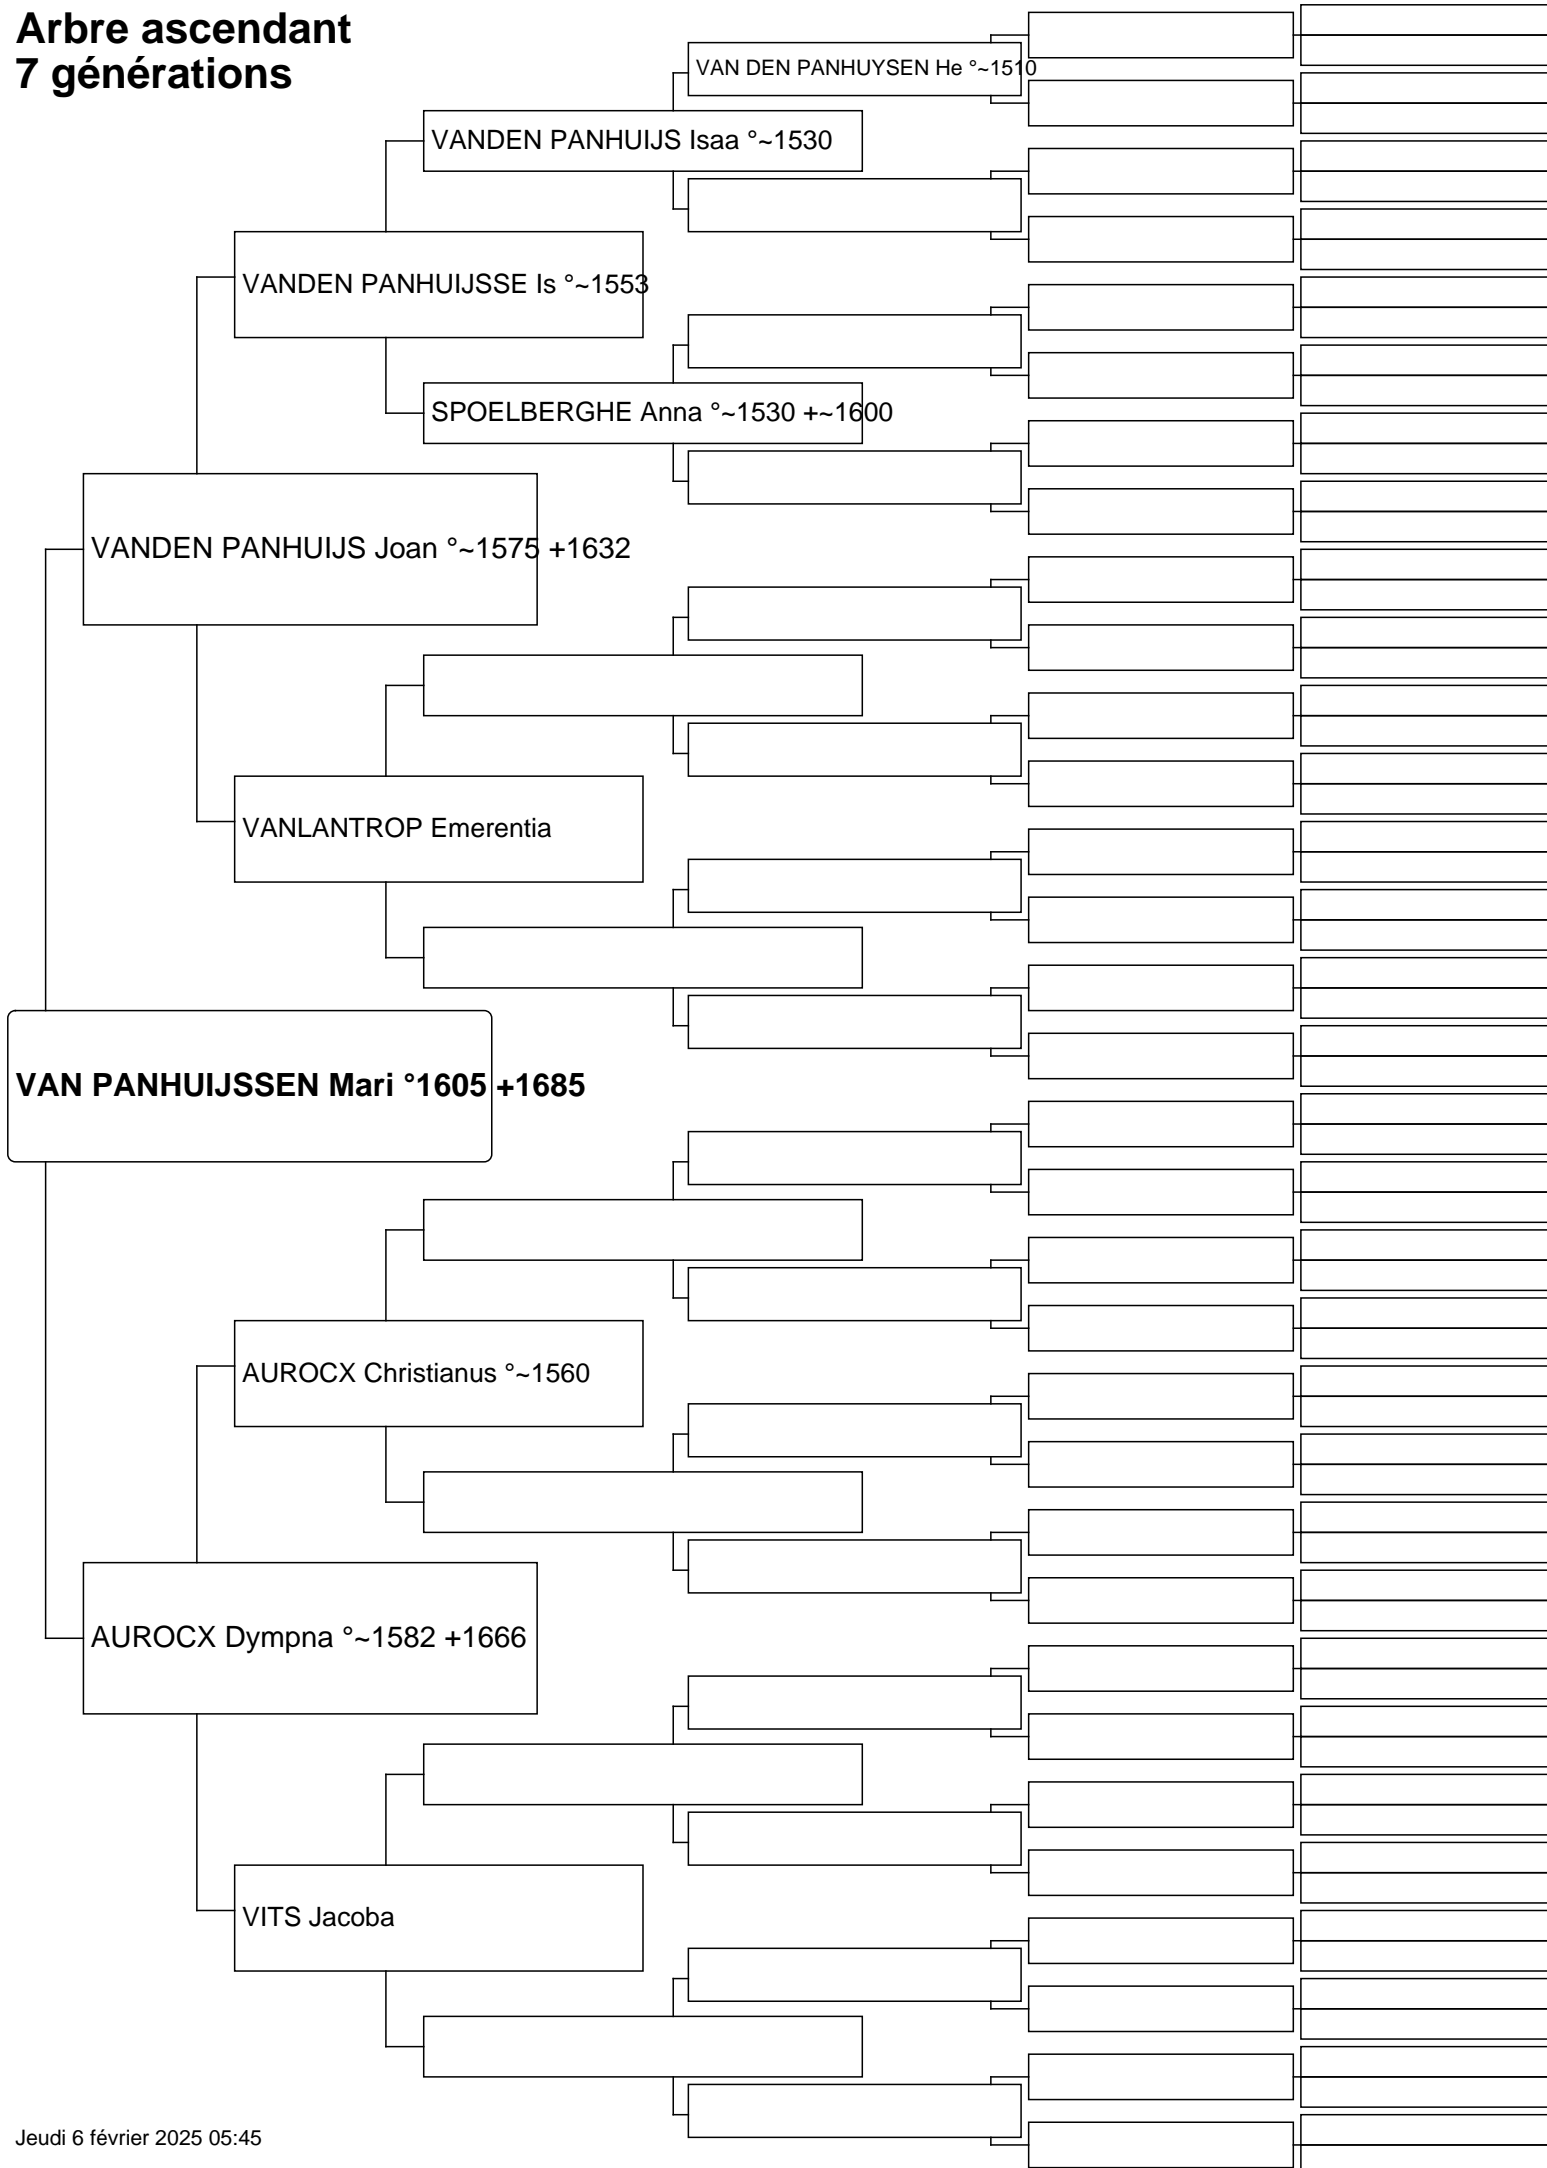 Arbre ascendant
7 générations
VAN DEN PANHUYSEN He °~1510
VANDEN PANHUIJS Isaa °~1530
VANDEN PANHUIJSSE Is °~1553
SPOELBERGHE Anna °~1530 +~1600
VANDEN PANHUIJS Joan °~1575 +1632
VANLANTROP Emerentia
VAN PANHUIJSSEN Mari °1605 +1685
AUROCX Christianus °~1560
AUROCX Dympna °~1582 +1666
VITS Jacoba
Jeudi 6 février 2025 05:45